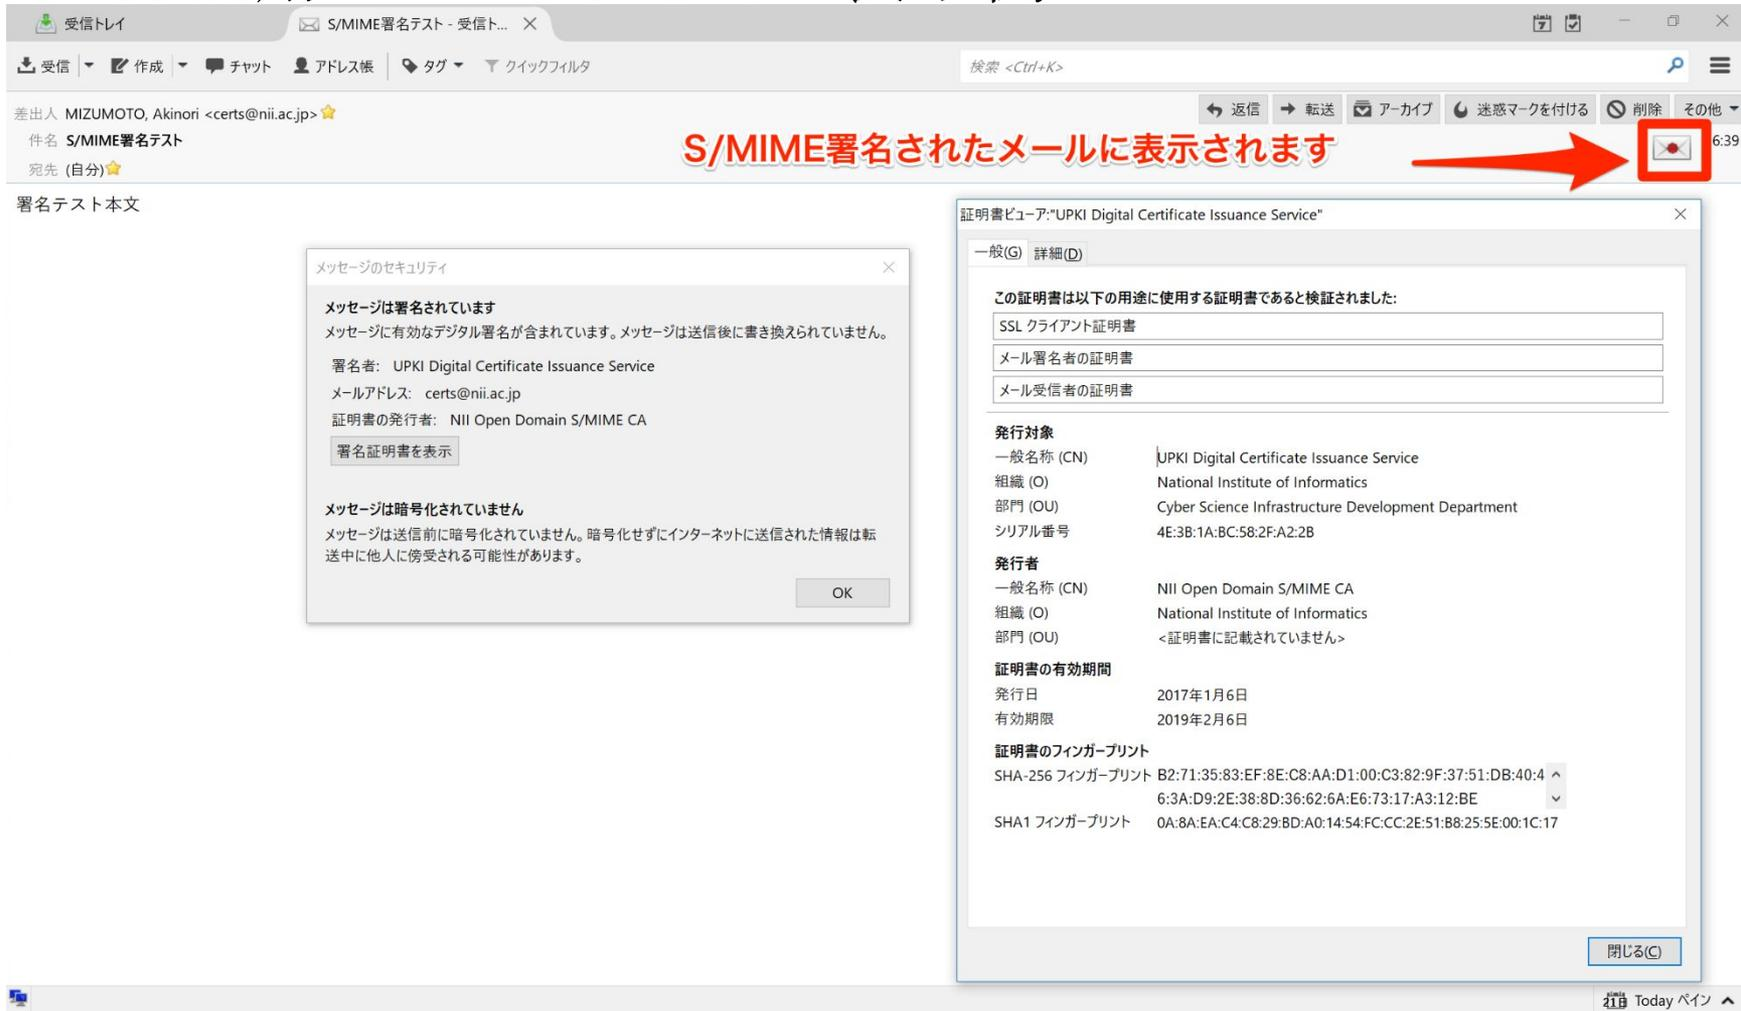 受信トレイ
S/MIME署名テスト - 受信ト...
受信 作成 チャット アドレス帳 タグ クイックフィルタ
検索 <Ctrl+K>
差出人 MIZUMOTO, Akinori <certs@nii.ac.jp>
返信 転送 アーカイブ 迷惑マークを付ける 削除 その他
件名 S/MIME署名テスト
S/MIME署名されたメールに表示されます
6:39
宛先 (自分)
署名テスト本文
メッセージのセキュリティ
メッセージは署名されています
メッセージに有効なデジタル署名が含まれています。メッセージは送信後に書き換えられていません。
署名者: UPKI Digital Certificate Issuance Service
メールアドレス: certs@nii.ac.jp
証明書の発行者: NII Open Domain S/MIME CA
署名証明書を表示
メッセージは暗号化されていません
メッセージは送信前に暗号化されていません。暗号化せずにインターネットに送信された情報は転
送中に他人に傍受される可能性があります。
OK
証明書ビューア:"UPKI Digital Certificate Issuance Service"
一般(G) 詳細(D)
この証明書は以下の用途に使用する証明書であると検証されました:
SSL クライアント証明書
メール署名者の証明書
メール受信者の証明書
発行対象
一般名称 (CN) UPKI Digital Certificate Issuance Service
組織 (O) National Institute of Informatics
部門 (OU) Cyber Science Infrastructure Development Department
シリアル番号 4E:3B:1A:BC:58:2F:A2:2B
発行者
一般名称 (CN) NII Open Domain S/MIME CA
組織 (O) National Institute of Informatics
部門 (OU) <証明書に記載されていません>
証明書の有効期間
発行日 2017年1月6日
有効期限 2019年2月6日
証明書のフィンガープリント
SHA-256 フィンガープリント B2:71:35:83:EF:8E:C8:AA:D1:00:C3:82:9F:37:51:DB:40:4
6:3A:D9:2E:38:8D:36:62:6A:E6:73:17:A3:12:BE
SHA1 フィンガープリント 0A:8A:EA:C4:C8:29:BD:A0:14:54:FC:CC:2E:51:B8:25:5E:00:1C:17
閉じる(C)
21日 Today ペイン